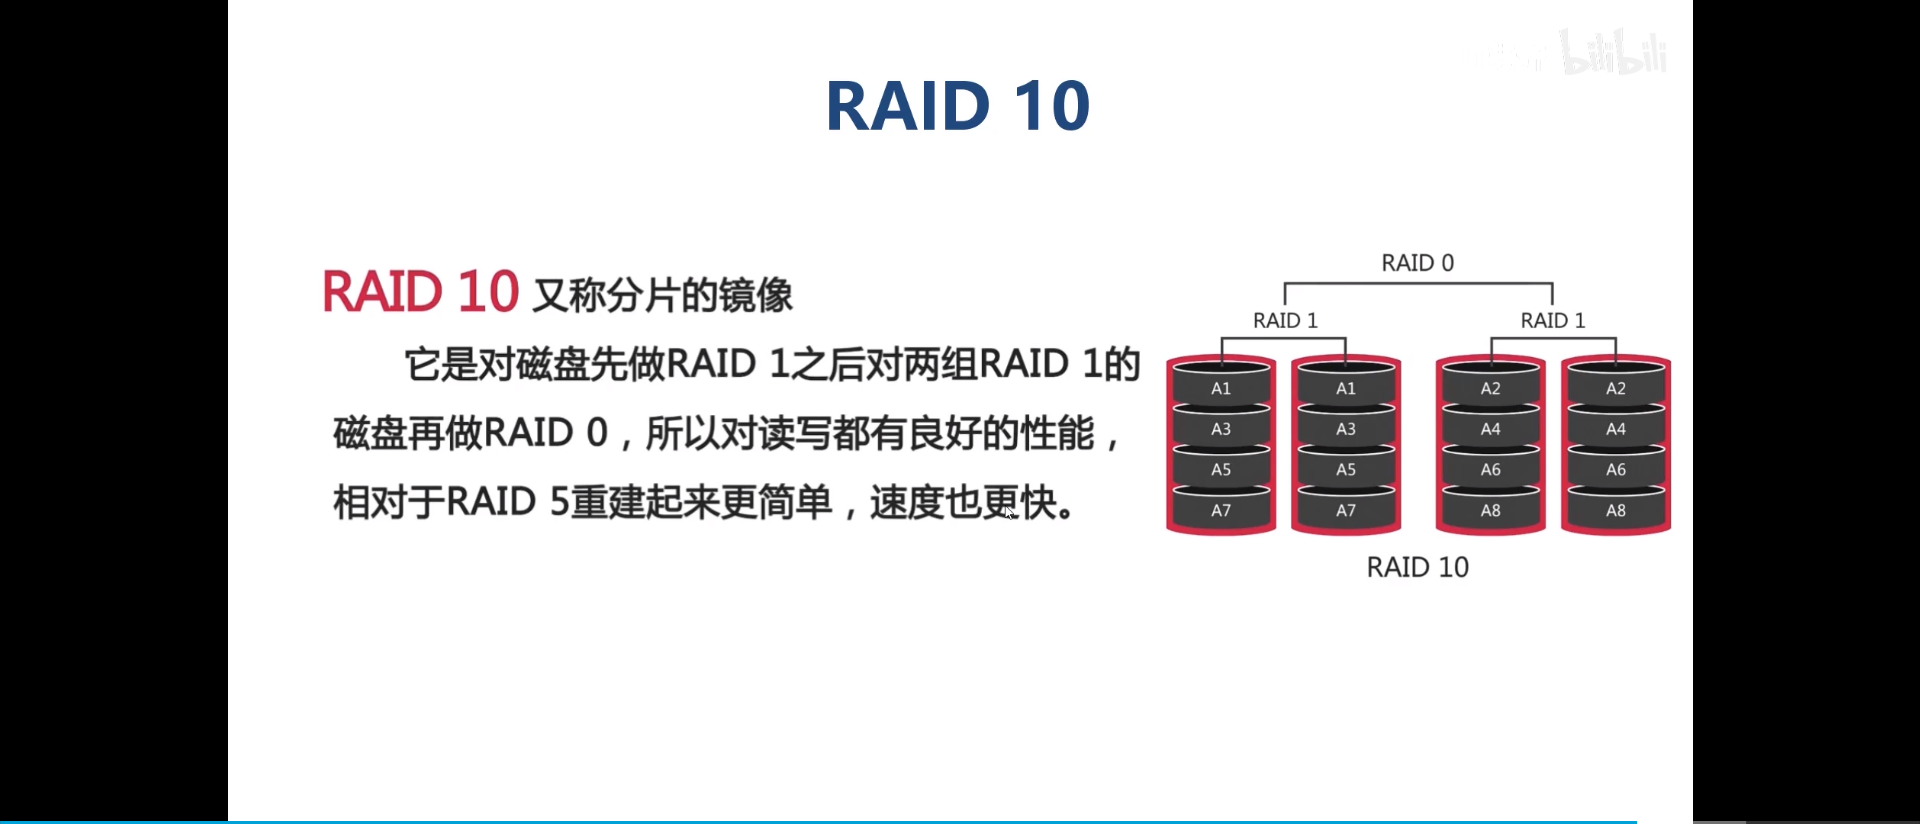 bilibili
RAID 10
RAID 10 又称分片的镜像
它是对磁盘先做RAID 1之后对两组RAID 1的
磁盘再做RAID 0，所以对读写都有良好的性能，
相对于RAID 5重建起来更简单，速度也更快。
RAID 0
RAID 1 RAID 1
A1 A1 A2 A2
A3 A3 A4 A4
A5 A5 A6 A6
A7 A7 A8 A8
RAID 10